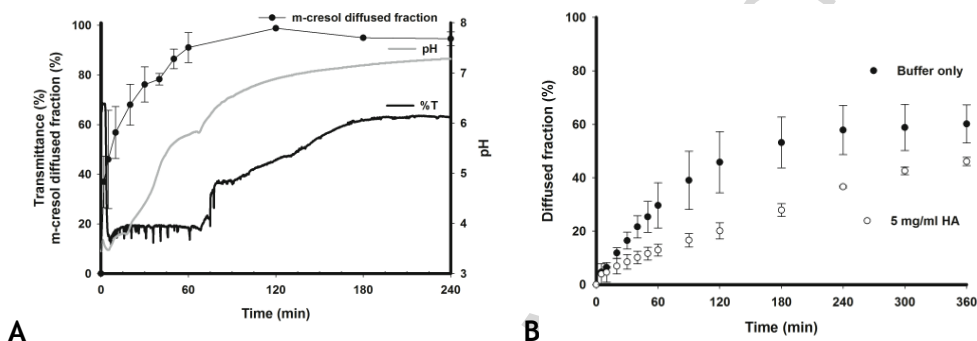 m-cresol diffused fraction
pH
%T
Transmittance (%)
m-cresol diffused fraction (%)
100
80
60
40
20
0
8
7
6
5
4
3
pH
0 60 120 180 240
Time (min)
A
Buffer only
5 mg/ml HA
Diffused fraction (%)
100
80
60
40
20
0
0 60 120 180 240 300 360
Time (min)
B